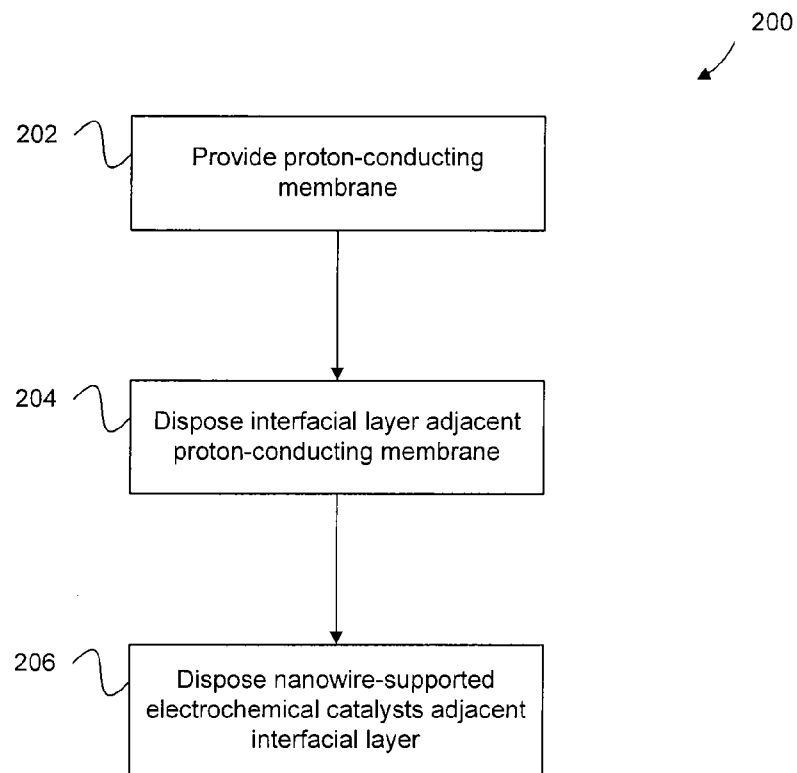 200
202
Provide proton-conducting
membrane
204
Dispose interfacial layer adjacent
proton-conducting membrane
206
Dispose nanowire-supported
electrochemical catalysts adjacent
interfacial layer